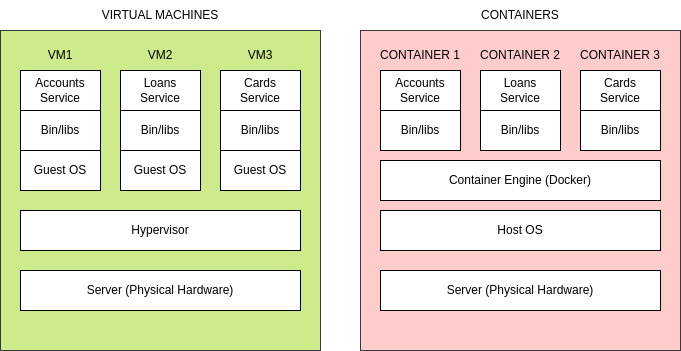 VIRTUAL MACHINES
VM1
VM2
VM3
Accounts
Service
Loans
Service
Cards
Service
Bin/libs
Bin/libs
Bin/libs
Guest OS
Guest OS
Guest OS
Hypervisor
Server (Physical Hardware)
CONTAINERS
CONTAINER 1
CONTAINER 2
CONTAINER 3
Accounts
Service
Loans
Service
Cards
Service
Bin/libs
Bin/libs
Bin/libs
Container Engine (Docker)
Host OS
Server (Physical Hardware)